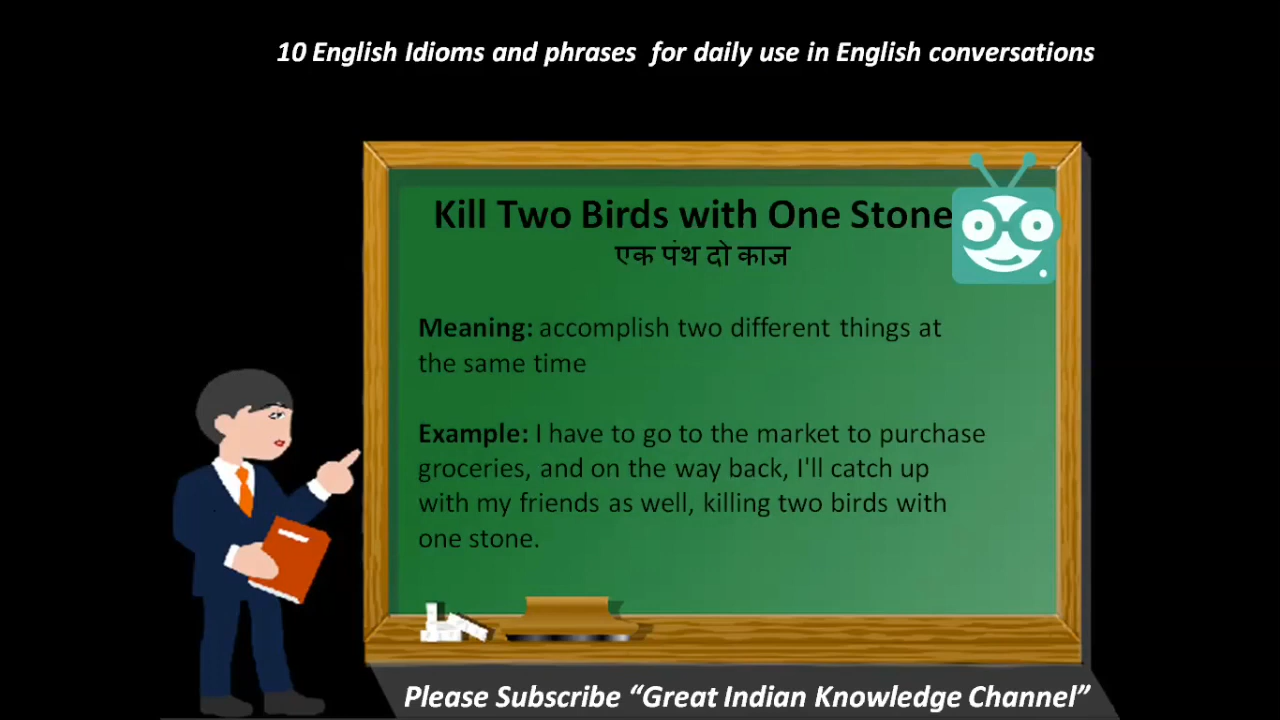 10 English Idioms and phrases for daily use in English conversations
Kill Two Birds with One Stone
एक पंथ दो काज
Meaning: accomplish two different things at
the same time
Example: I have to go to the market to purchase
groceries, and on the way back, I'll catch up
with my friends as well, killing two birds with
one stone.
Please Subscribe “Great Indian Knowledge Channel”